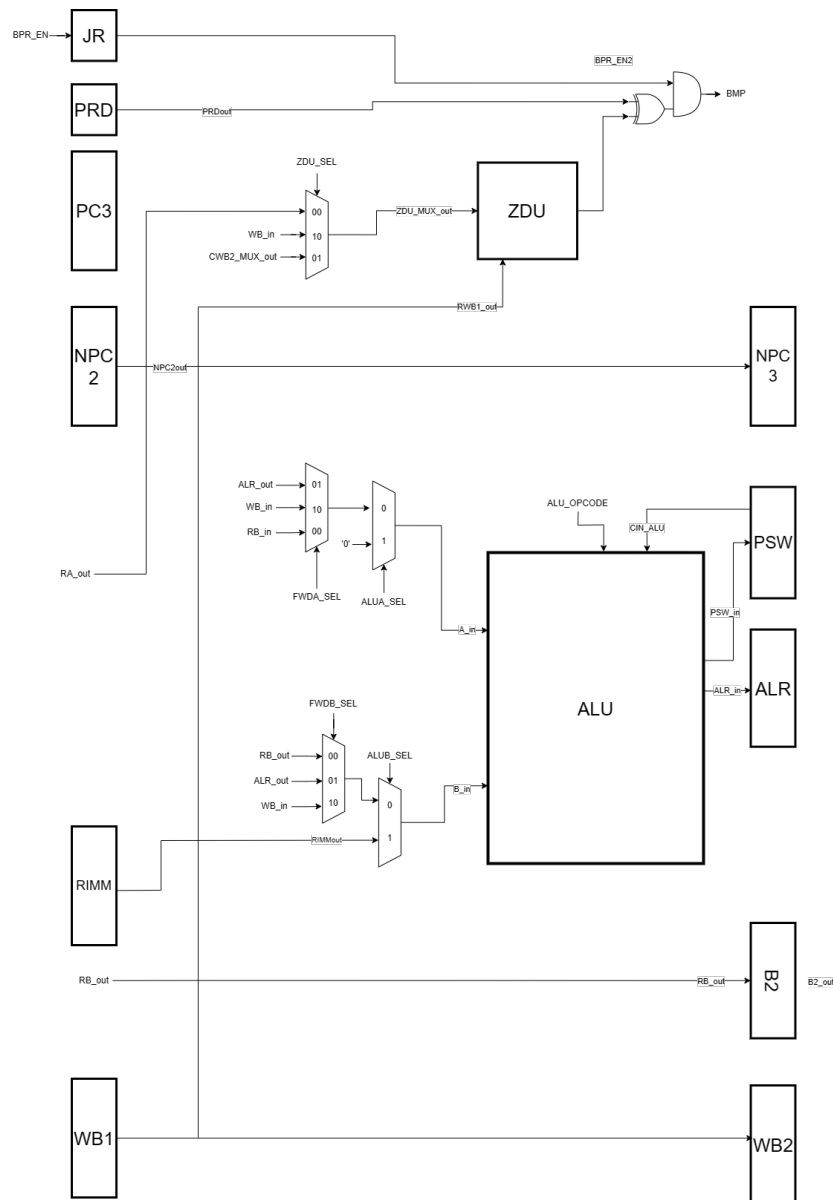 BPR_EN
JR
BPR_EN2
BMP
PRD
PRDout
PC3
ZDU_SEL
00
WB_in
10
CWB2_MUX_out
01
ZDU_MUX_out
ZDU
RWB1_out
NPC
2
NPC2out
NPC
3
ALR_out
01
WB_in
10
RB_in
00
FWDA_SEL
0
'0'
1
ALUA_SEL
RA_out
A_in
ALU_OPCODE
CIN_ALU
PSW
PSW_in
ALU
ALR_in
ALR
FWDB_SEL
RB_out
00
ALR_out
01
WB_in
10
ALUB_SEL
0
1
B_in
RIMM
RIMMout
RB_out
RB_out
B2
B2_out
WB1
WB2